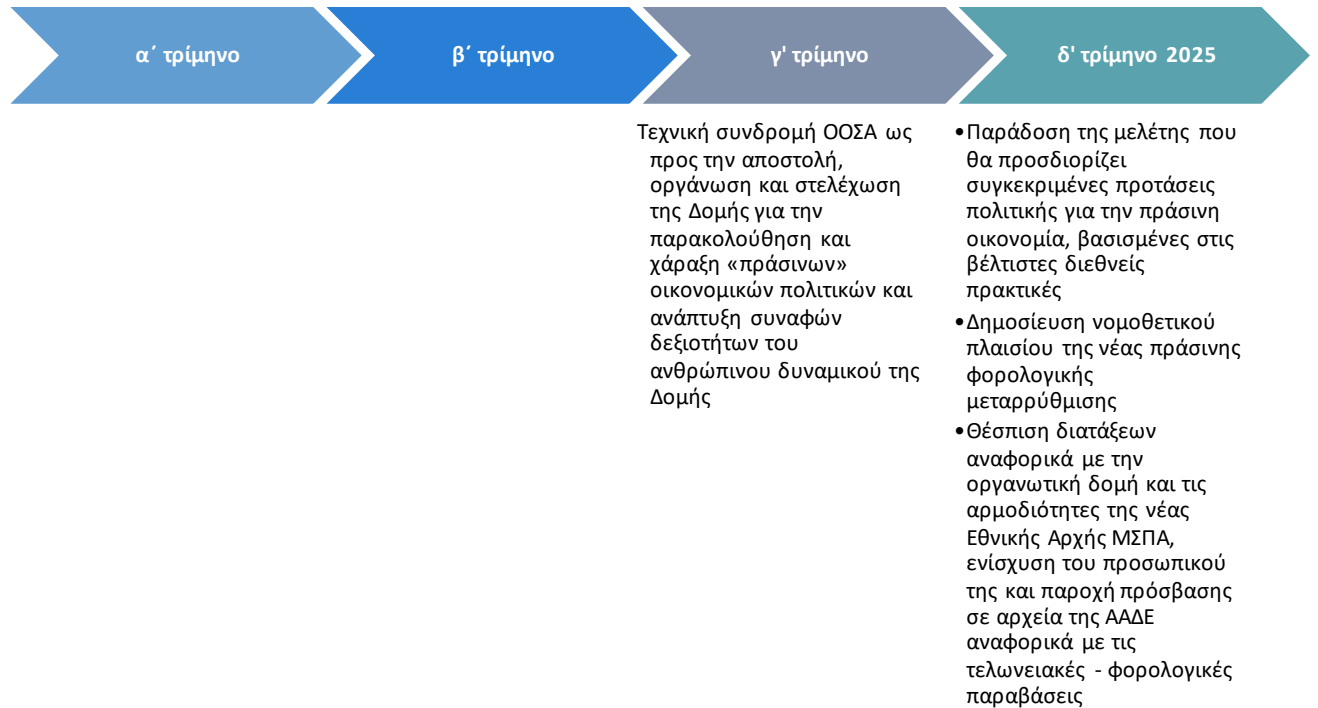 α΄ τρίμηνο
β΄ τρίμηνο
γ' τρίμηνο
δ' τρίμηνο 2025
Τεχνική συνδρομή ΟΟΣΑ ως
προς την αποστολή,
οργάνωση και στελέχωση
της Δομής για την
παρακολούθηση και
χάραξη «πράσινων»
οικονομικών πολιτικών και
ανάπτυξη συναφών
δεξιοτήτων του
ανθρώπινου δυναμικού της
Δομής
•Παράδοση της μελέτης που
θα προσδιορίζει
συγκεκριμένες προτάσεις
πολιτικής για την πράσινη
οικονομία, βασισμένες στις
βέλτιστες διεθνείς
πρακτικές
•Δημοσίευση νομοθετικού
πλαισίου της νέας πράσινης
φορολογικής
μεταρρύθμισης
•Θέσπιση διατάξεων
αναφορικά με την
οργανωτική δομή και τις
αρμοδιότητες της νέας
Εθνικής Αρχής ΜΣΠΑ,
ενίσχυση του προσωπικού
της και παροχή πρόσβασης
σε αρχεία της ΑΑΔΕ
αναφορικά με τις
τελωνειακές - φορολογικές
παραβάσεις